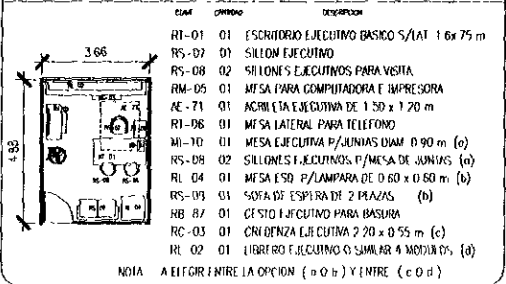 CLAVE CANTIDAD DESCRIPCION
RT-01 01 ESCRITORIO EJECUTIVO BASICO S/LAT 1 6x 75 m
RS-07 01 SILLON EJECUTIVO
RS-08 02 SILLONES EJECUTIVOS PARA VISITA
RM-05 01 MESA PARA COMPUTADORA E IMPRESORA
AE-71 01 EJECUTIVA DE 1 50 x 1 20 m
RT-06 01 MESA LATERAL PARA TELEFONO
MI-10 01 MESA EJECUTIVA P/JUNTAS DIAM 0 90 m (a)
RS-08 02 SILLONES EJECUTIVOS P/MESA DE JUNTAS (a)
RL 04 01 MESA ESQ P/LAMPARA DE 0 60 x 0 60 m (b)
RS-09 01 SOFA DE ESPERA DE 2 PLAZAS (b)
HB 87 01 CESTO EJECUTIVO PARA BASURA
RC-03 01 CREDENZA EJECUTIVA 2 20 x 0 55 m (c)
RL 02 01 LIBRERO EJECUTIVO O SIMILAR 4 MODULOS (d)
NOTA A ELEGIR ENTRE LA OPCION (a O b) Y ENTRE (c O d)
3.66
4.88